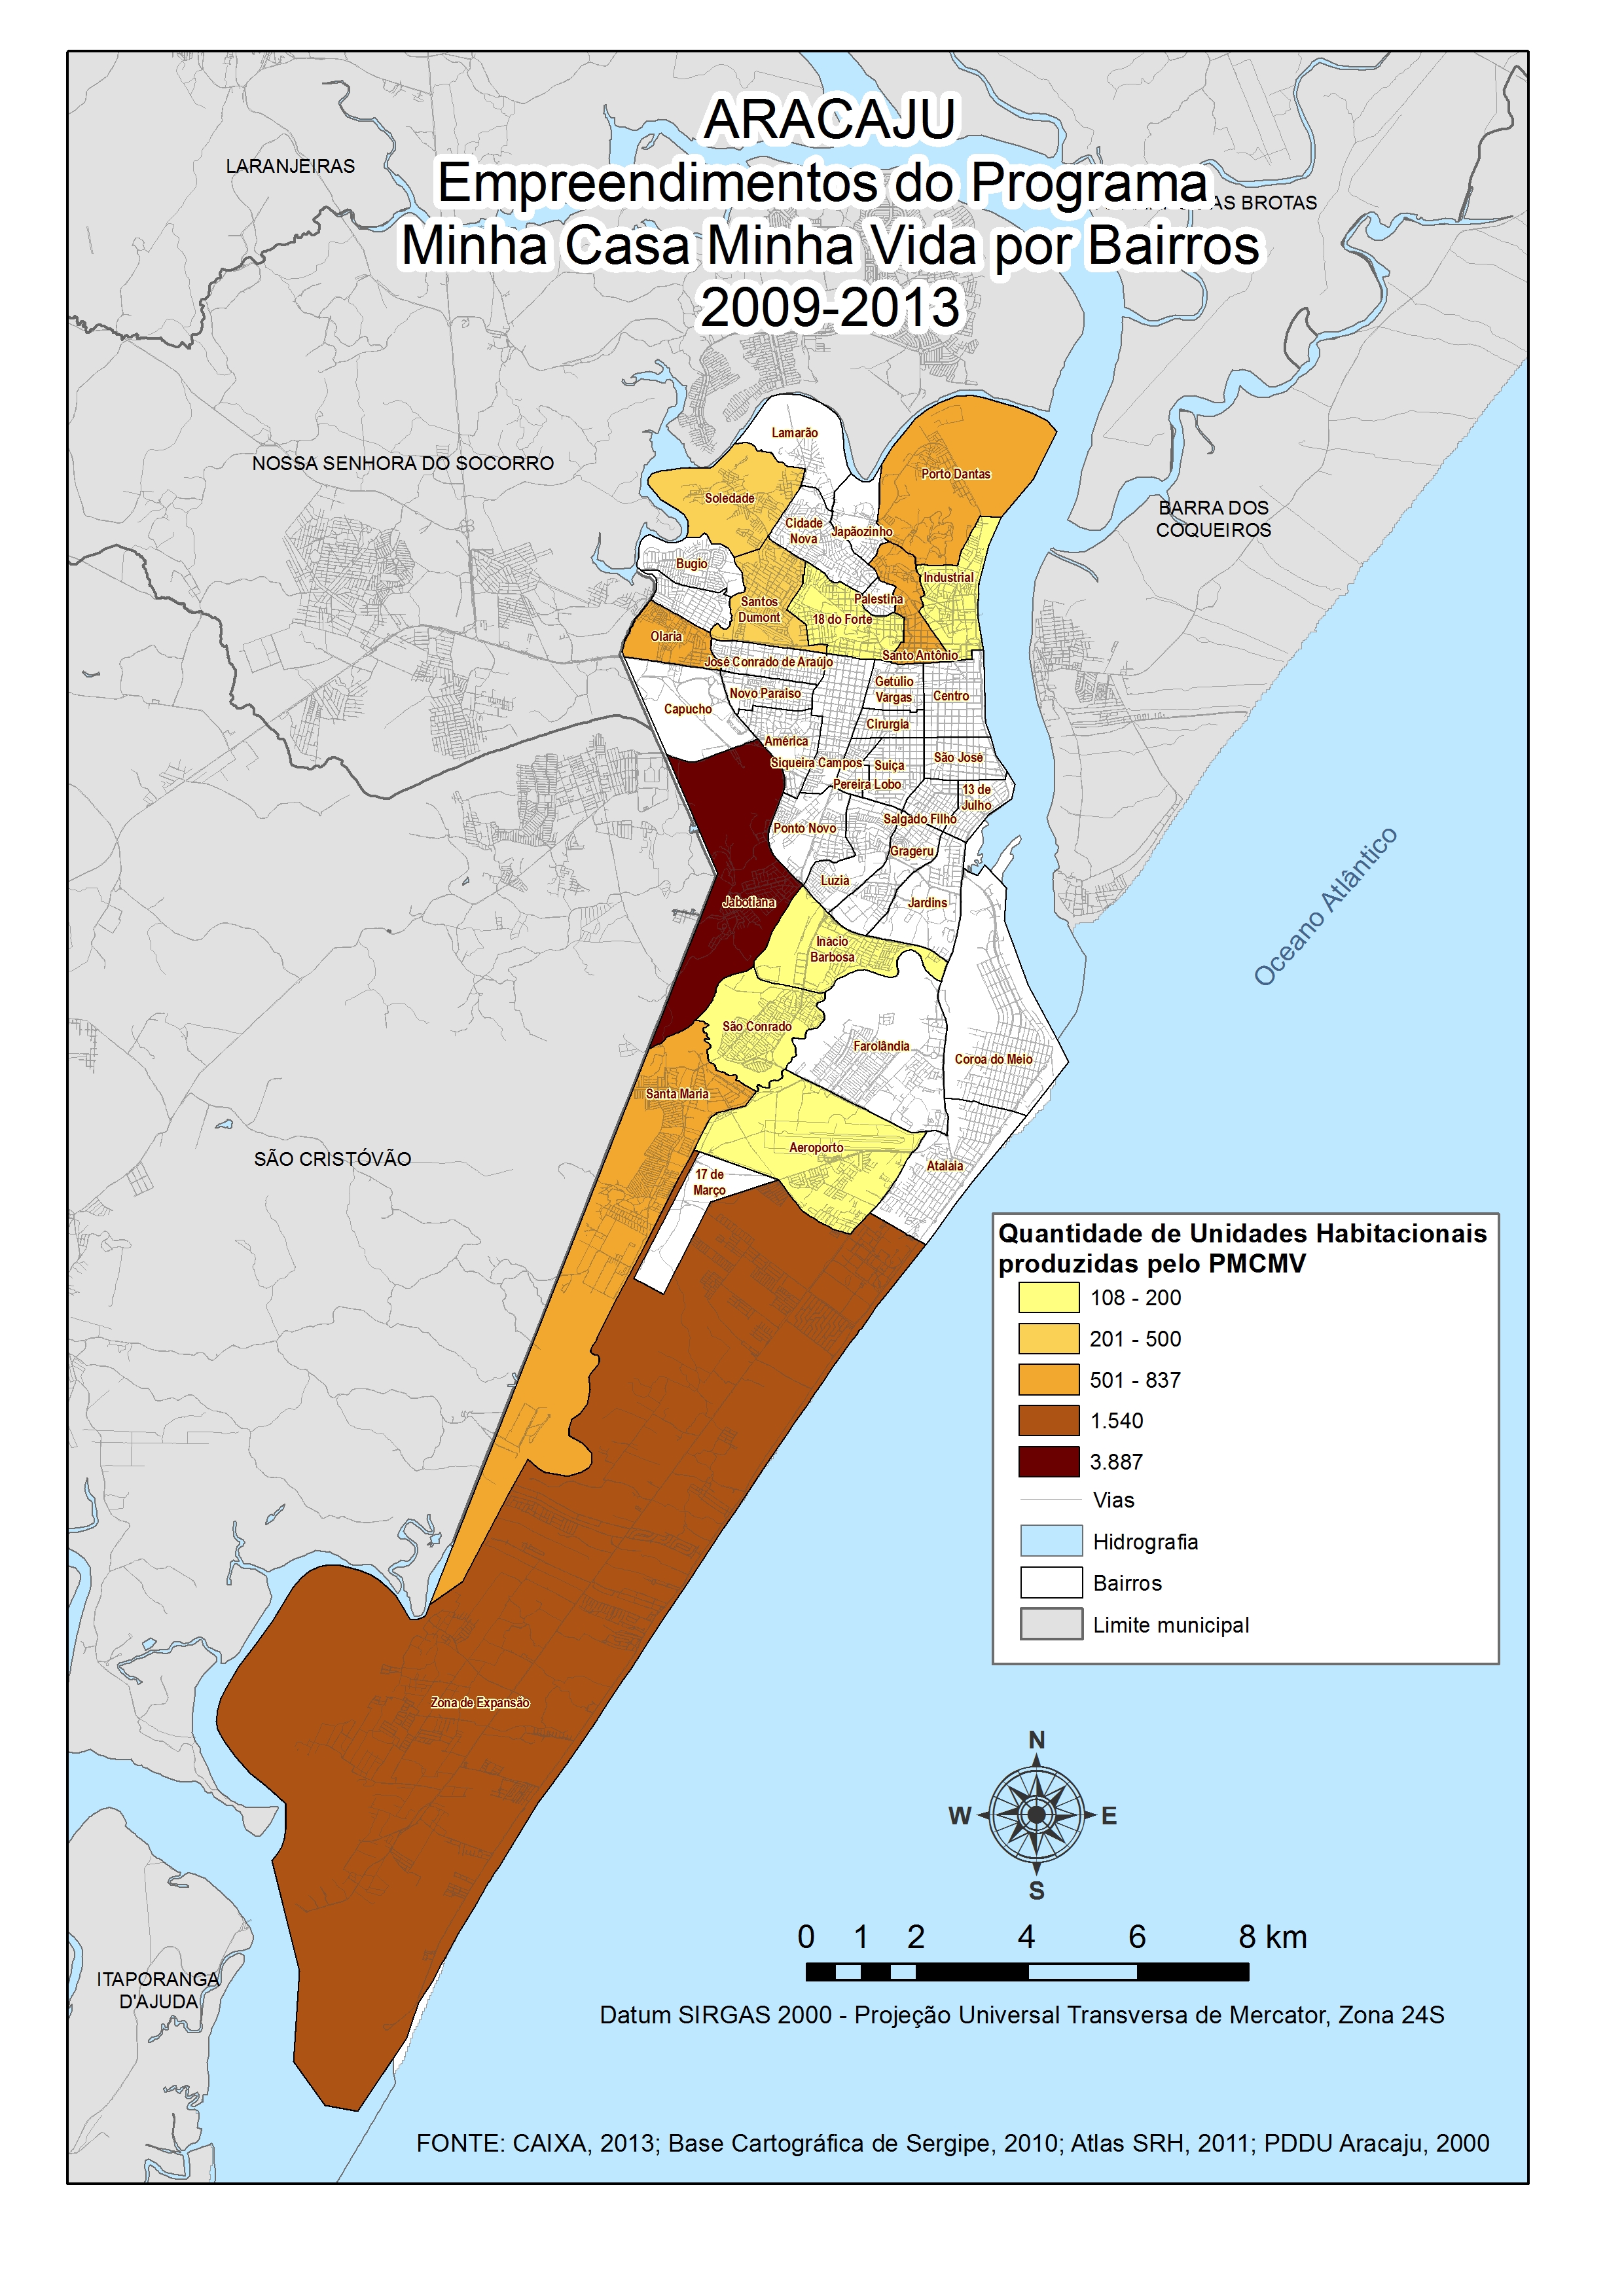 ARACAJU
Empreendimentos do Programa
Minha Casa Minha Vida por Bairros
2009-2013
LARANJEIRAS
AS BROTAS
NOSSA SENHORA DO SOCORRO
BARRA DOS
COQUEIROS
Lamarão
Porto Dantas
Soledade
Cidade
Nova
Japãozinho
Bugio
Industrial
Palestina
Santos
Dumont
18 do Forte
Olaria
Santo Antônio
José Conrado de Araújo
Getúlio
Vargas
Novo Paraiso
Centro
Capucho
Cirurgia
América
Siqueira Campos
Suiça
São José
Pereira Lobo
13 de
Julho
Salgado Filho
Ponto Novo
Grageru
Luzia
Jabotiana
Jardins
Inácio
Barbosa
São Conrado
Farolândia
Coroa do Meio
Santa Maria
Aeroporto
Atalaia
17 de
Março
Zona de Expansão
SÃO CRISTÓVÃO
ITAPORANGA
D'AJUDA
Oceano Atlântico
Quantidade de Unidades Habitacionais
produzidas pelo PMCMV
108 - 200
201 - 500
501 - 837
1.540
3.887
Vias
Hidrografia
Bairros
Limite municipal
N
W E
S
0 1 2 4 6 8 km
Datum SIRGAS 2000 - Projeção Universal Transversa de Mercator, Zona 24S
FONTE: CAIXA, 2013; Base Cartográfica de Sergipe, 2010; Atlas SRH, 2011; PDDU Aracaju, 2000